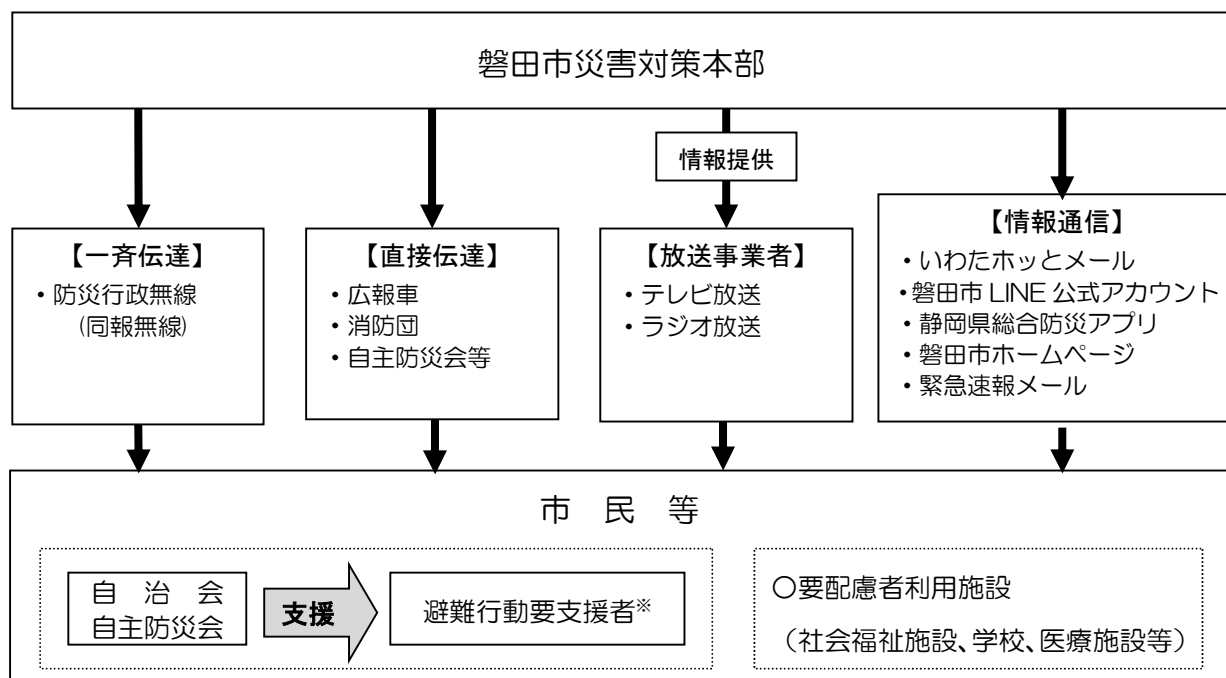 磐田市災害対策本部
情報提供
【一斉伝達】
・防災行政無線
(同報無線)
【直接伝達】
・広報車
・消防団
・自主防災会等
【放送事業者】
・テレビ放送
・ラジオ放送
【情報通信】
・いわたホッとメール
・磐田市 LINE 公式アカウント
・静岡県総合防災アプリ
・磐田市ホームページ
・緊急速報メール
市 民 等
自 治 会
自主防災会
支援
避難行動要支援者※
○要配慮者利用施設
（社会福祉施設、学校、医療施設等）